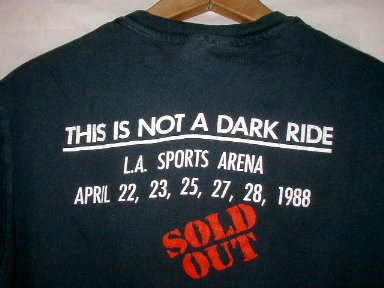 THIS IS NOT A DARK RIDE
L.A. SPORTS ARENA
APRIL 22, 23, 25, 27, 28, 1988
SOLD
OUT